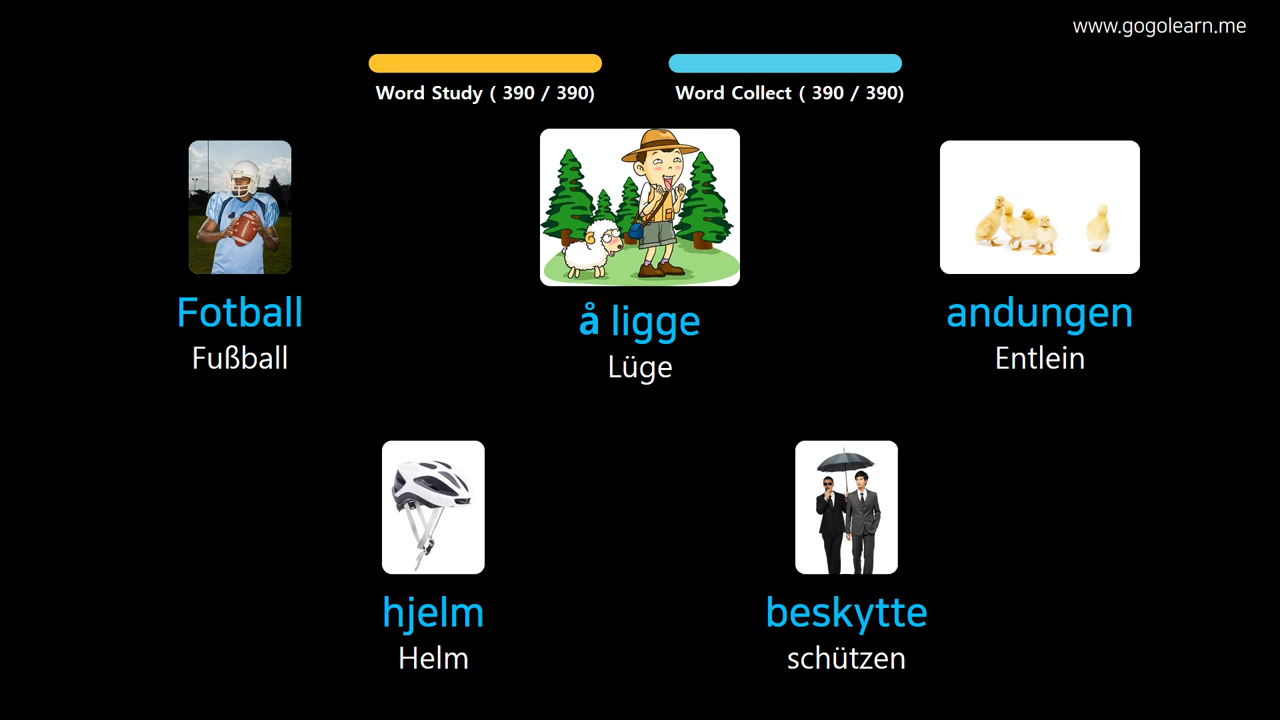 www.gogolearn.me
Word Study ( 390 / 390)
Word Collect ( 390 / 390)
Fotball
Fußball
å ligge
Lüge
andungen
Entlein
hjelm
Helm
beskytte
schützen